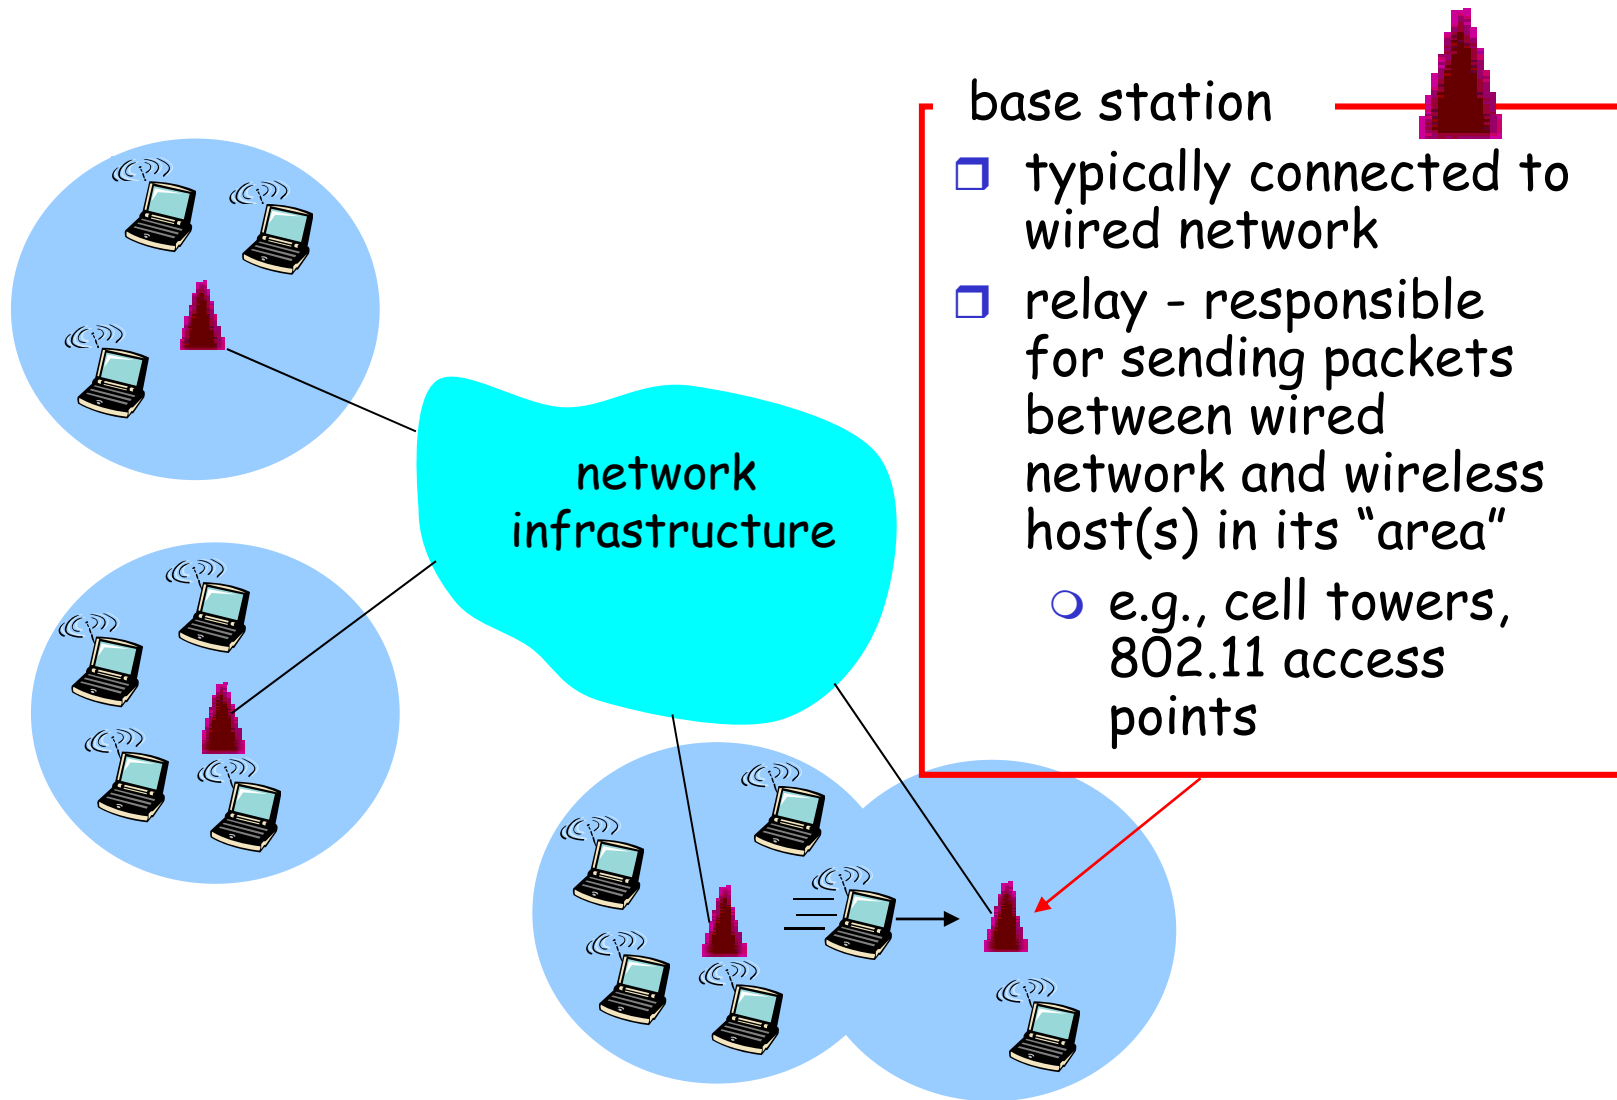 base station
typically connected to
wired network
relay - responsible
for sending packets
between wired
network and wireless
host(s) in its “area”
e.g., cell towers,
802.11 access
points
network
infrastructure